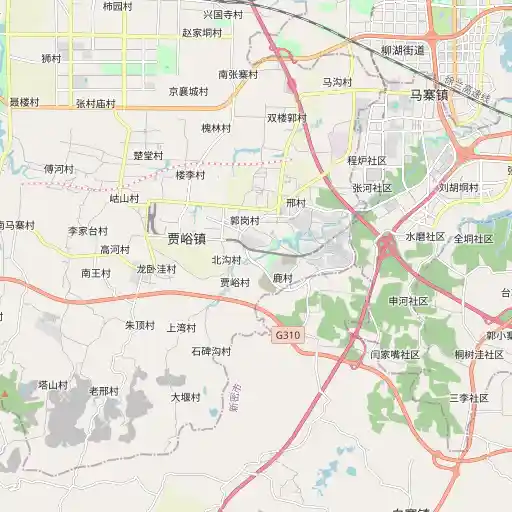 柿园村
兴国寺村
赵家垌村
柳湖街道
狮村
南张寨村
马沟村
京襄城村
马寨镇
聂楼村
张村庙村
双楼郭村
槐林村
楚堂村
程炉社区
傅河村
楼李村
张河社区
刘胡垌村
岵山村
邢村
郭岗村
南马寨村
李家台村
贾峪镇
水磨社区
全垌社区
高河村
北沟村
南王村
龙卧洼村
贾峪村
鹿村
台
申河社区
朱顶村
上湾村
G310
郭小寨
石碑沟村
闫家嘴社区
桐树洼社区
塔山村
老邢村
大堰村
新密市
三李社区